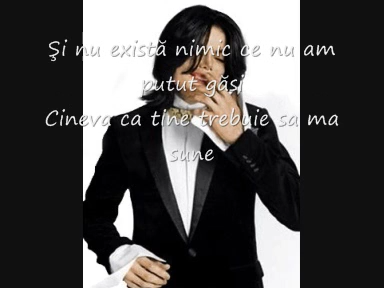 Şi nu există nimic ce nu am
putut găsi
Cineva ca tine trebuie sa ma
sune